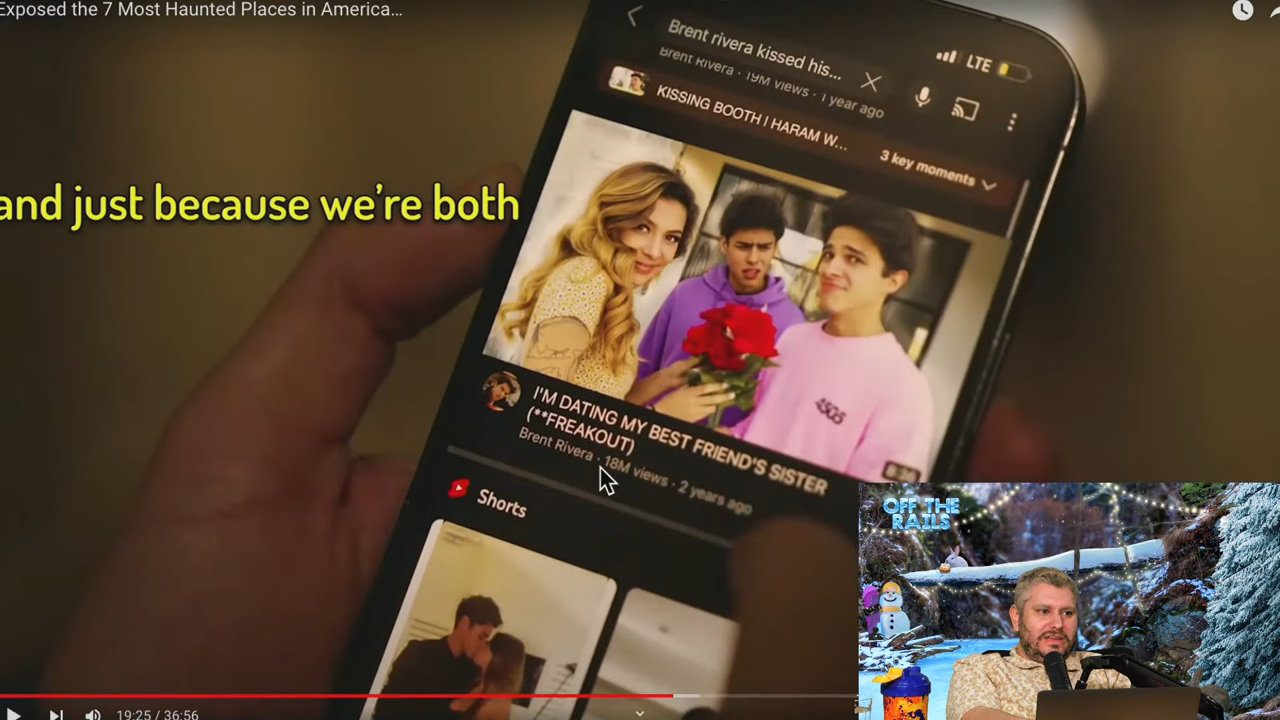 Exposed the 7 Most Haunted Places in America...
Brent rivera kissed his...
LTE
Brent Rivera · 19M views · 1 year ago
KISSING BOOTH I HARAM W...
3 key moments
and just because we're both
4505
I'M DATING MY BEST FRIEND'S SISTER
(**FREAKOUT)
Brent Rivera · 18M views · 2 years ago
Shorts
OFF THE
RAILS
19:25 / 36:56